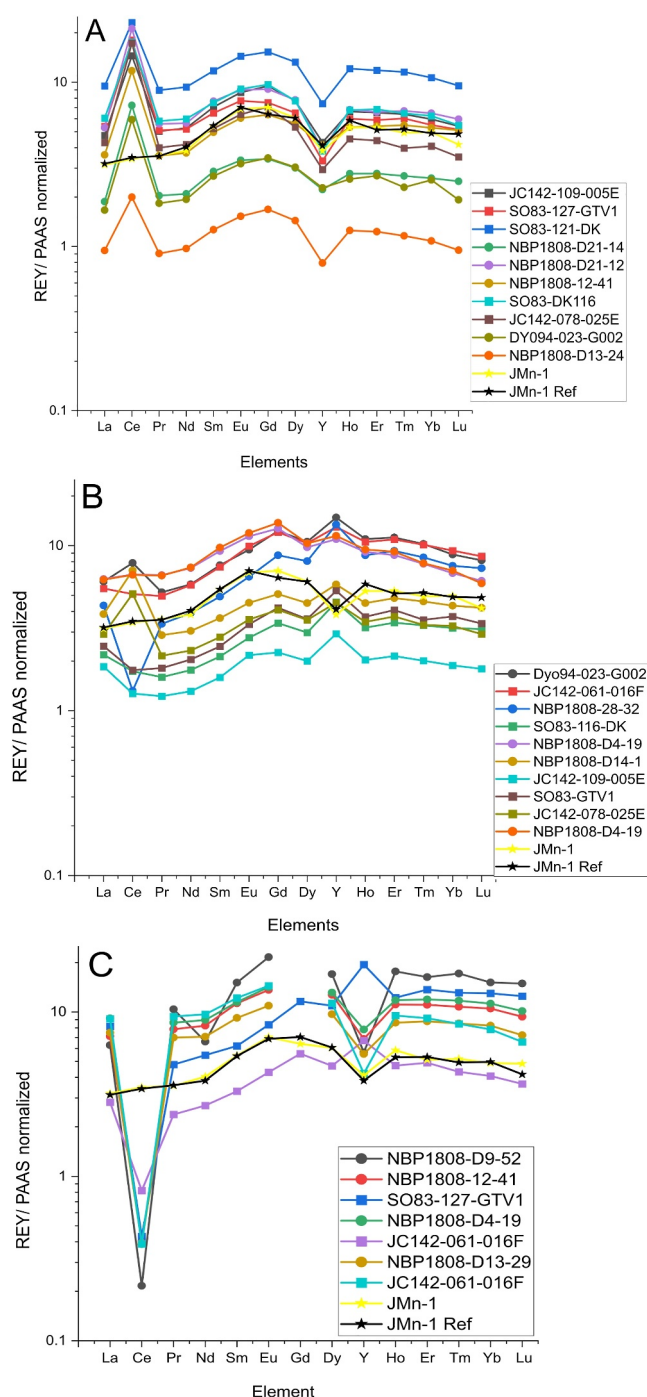 A
10
1
0.1
REY/ PAAS normalized
La Ce Pr Nd Sm Eu Gd Dy Y Ho Er Tm Yb Lu
Elements
JC142-109-005E
SO83-127-GTV1
SO83-121-DK
NBP1808-D21-14
NBP1808-D21-12
NBP1808-12-41
SO83-DK116
JC142-078-025E
DY094-023-G002
NBP1808-D13-24
JMn-1
JMn-1 Ref
B
10
1
0.1
REY/ PAAS normalized
La Ce Pr Nd Sm Eu Gd Dy Y Ho Er Tm Yb Lu
Elements
Dyo94-023-G002
JC142-061-016F
NBP1808-28-32
SO83-116-DK
NBP1808-D4-19
NBP1808-D14-1
JC142-109-005E
SO83-GTV1
JC142-078-025E
NBP1808-D4-19
JMn-1
JMn-1 Ref
C
10
1
0.1
REY/ PAAS normalized
La Ce Pr Nd Sm Eu Gd Dy Y Ho Er Tm Yb Lu
Element
NBP1808-D9-52
NBP1808-12-41
SO83-127-GTV1
NBP1808-D4-19
JC142-061-016F
NBP1808-D13-29
JC142-061-016F
JMn-1
JMn-1 Ref